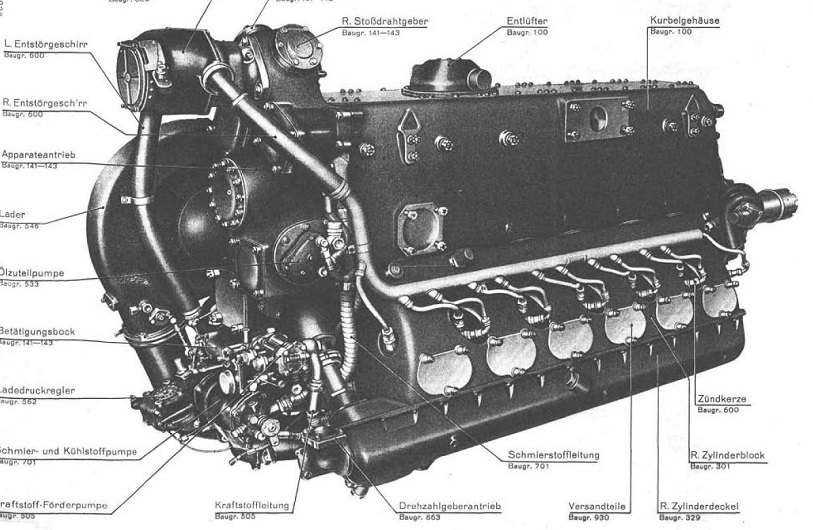 R. Stoßdrahtgeber
Baugr. 141—143
Entlüfter
Baugr. 100
Kurbelgehäuse
Baugr. 100
L. Entstörgeschirr
Baugr. 600
R. Entstörgesch'rr
Baugr. 600
Apparateantrieb
Baugr. 141—143
Lader
Baugr. 546
Ölzuteilpumpe
Baugr. 533
Betätigungsbock
Baugr. 141—143
Ladedruckregler
Baugr. 562
Schmier- und Kühlstoffpumpe
Baugr. 701
Kraftstoff-Förderpumpe
Baugr. 505
Kraftstoffleitung
Baugr. 505
Drehzahlgeberantrieb
Baugr. 863
Schmierstoffleitung
Baugr. 701
Versandteile
Baugr. 930
Zündkerze
Baugr. 600
R. Zylinderblock
Baugr. 301
R. Zylinderdeckel
Baugr. 329